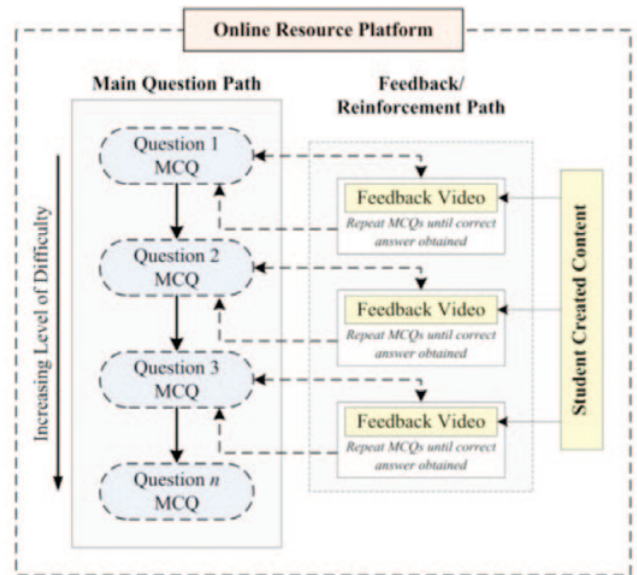 Online Resource Platform
Main Question Path
Feedback/
Reinforcement Path
Increasing Level of Difficulty
Question 1
MCQ
Feedback Video
Repeat MCQs until correct
answer obtained
Question 2
MCQ
Feedback Video
Repeat MCQs until correct
answer obtained
Question 3
MCQ
Feedback Video
Repeat MCQs until correct
answer obtained
Question n
MCQ
Student Created Content